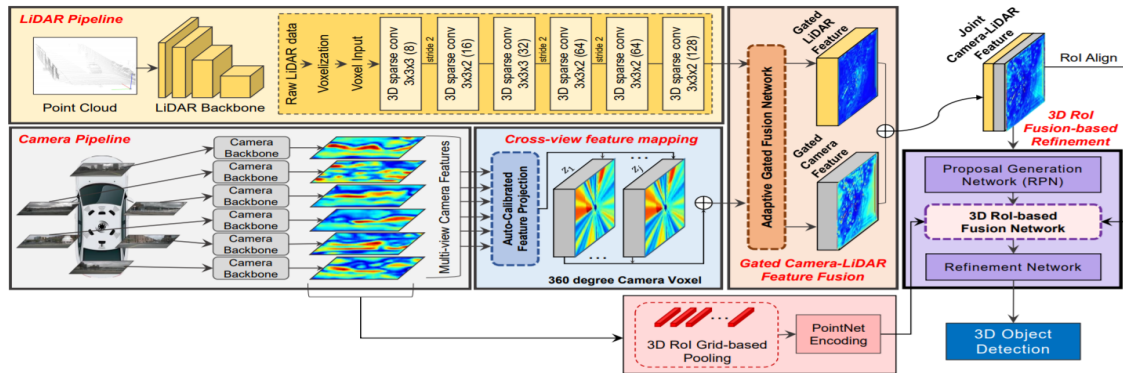 LiDAR Pipeline
Point Cloud
LiDAR Backbone
Raw LiDAR data
Voxelization
Voxel Input
3D sparse conv
3x3x3 (8)
stride 2
3D sparse conv
3x3x2 (16)
3D sparse conv
3x3x3 (32)
stride 2
3D sparse conv
3x3x2 (64)
3D sparse conv
3x3x2 (64)
stride 2
3D sparse conv
3x3x2 (128)
Camera Pipeline
Camera
Backbone
Camera
Backbone
Camera
Backbone
Camera
Backbone
Camera
Backbone
Camera
Backbone
Multi-view Camera Features
Cross-view feature mapping
Auto-Calibrated
Feature Projection
360 degree Camera Voxel
Adaptive Gated Fusion Network
Gated
LiDAR
Feature
Gated
Camera
Feature
Gated Camera-LiDAR
Feature Fusion
Joint
Camera-LiDAR
Feature
RoI Align
3D RoI
Fusion-based
Refinement
Proposal Generation
Network (RPN)
3D RoI-based
Fusion Network
Refinement Network
3D Object
Detection
3D RoI Grid-based
Pooling
PointNet
Encoding